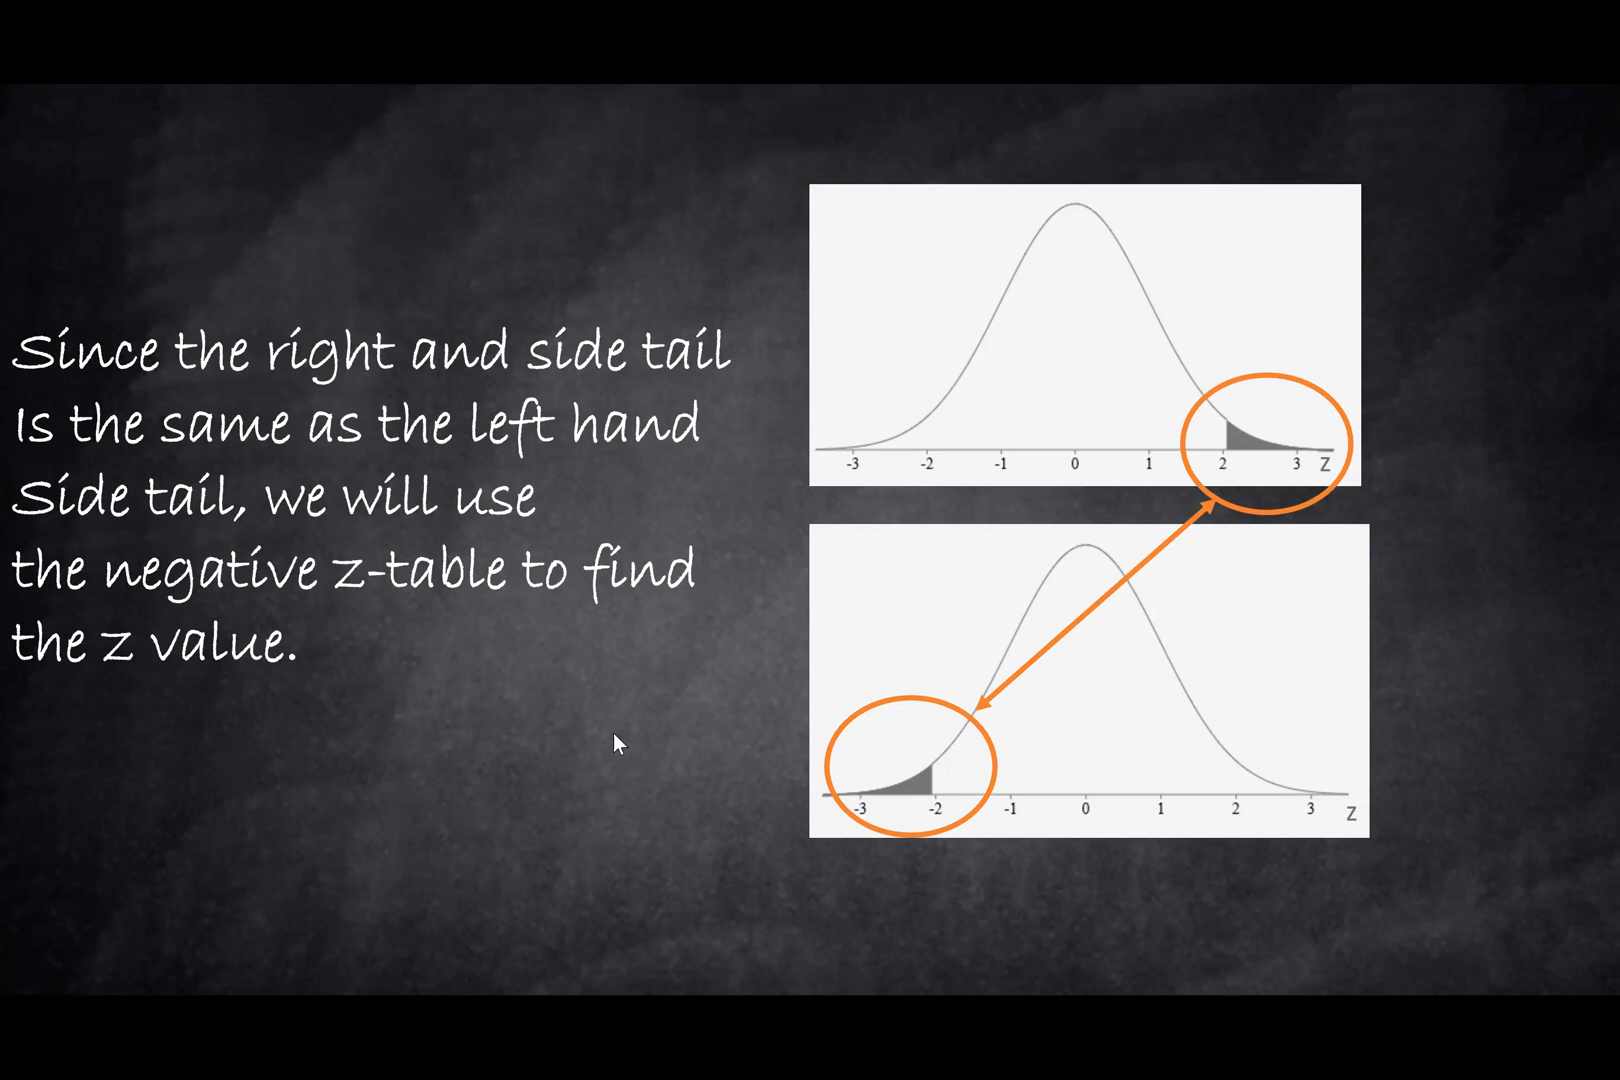 Since the right and side tail
Is the same as the left hand
Side tail, we will use
the negative z-table to find
the z value.
-3 -2 -1 0 1 2 3 Z
-3 -2 -1 0 1 2 3 Z